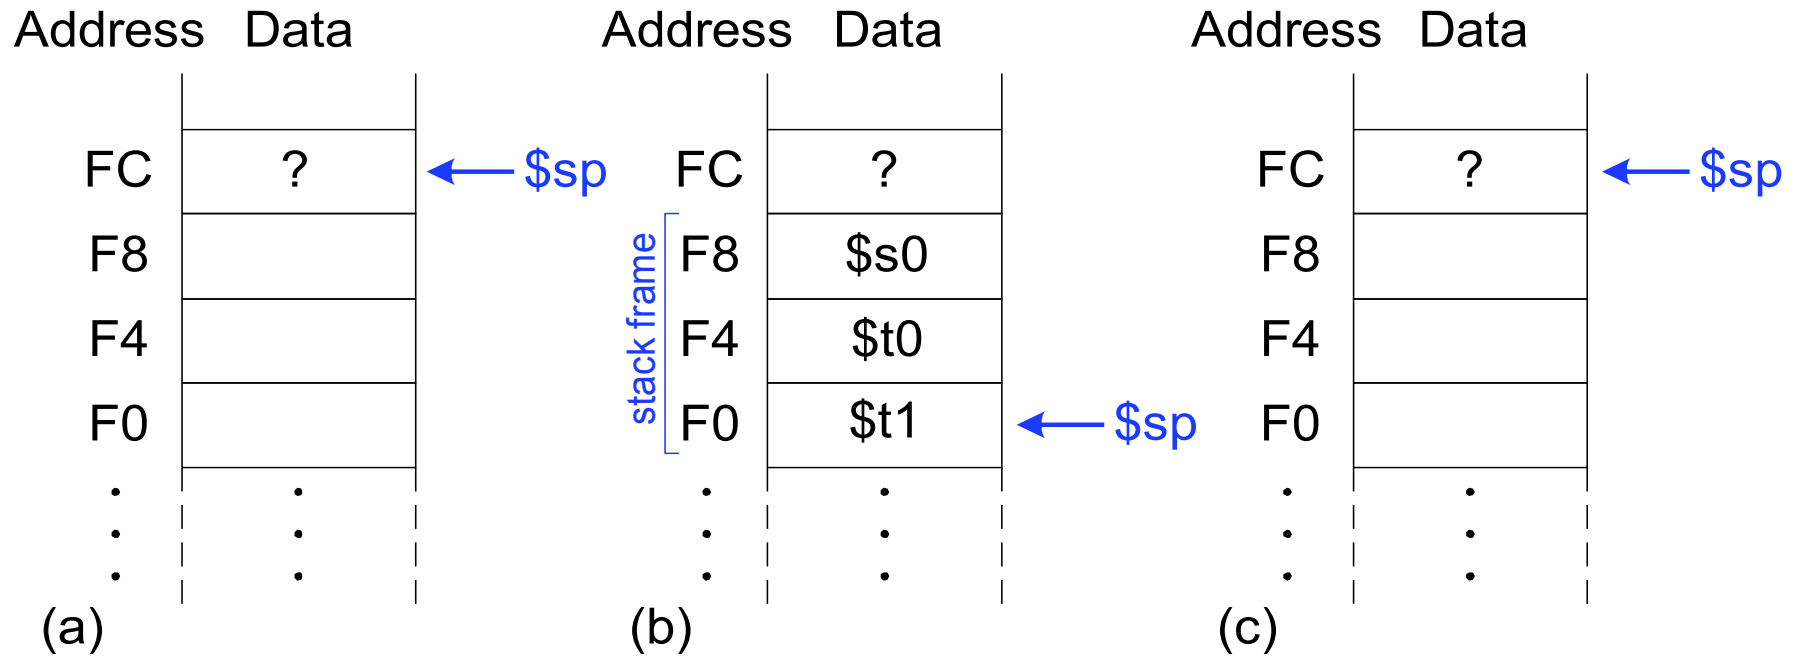 Address Data Address Data Address Data
FC ? $sp FC ? FC ? $sp
F8 F8 $s0 F8
F4 F4 $t0 F4
F0 F0 $t1 $sp F0
stack frame
(a) (b) (c)